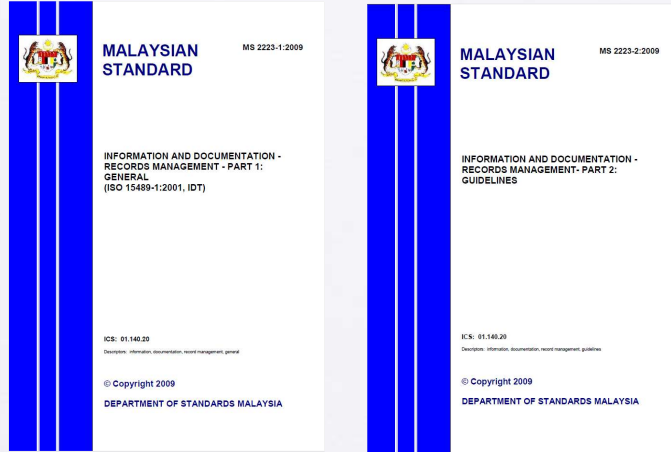 MALAYSIAN
STANDARD
MS 2223-1:2009
INFORMATION AND DOCUMENTATION -
RECORDS MANAGEMENT - PART 1:
GENERAL
(ISO 15489-1:2001, IDT)
ICS: 01.140.20
Descriptors: information, documentation, record management, general
© Copyright 2009
DEPARTMENT OF STANDARDS MALAYSIA
MALAYSIAN
STANDARD
MS 2223-2:2009
INFORMATION AND DOCUMENTATION -
RECORDS MANAGEMENT- PART 2:
GUIDELINES
ICS: 01.140.20
Descriptors: information, documentation, record management, guidelines
© Copyright 2009
DEPARTMENT OF STANDARDS MALAYSIA